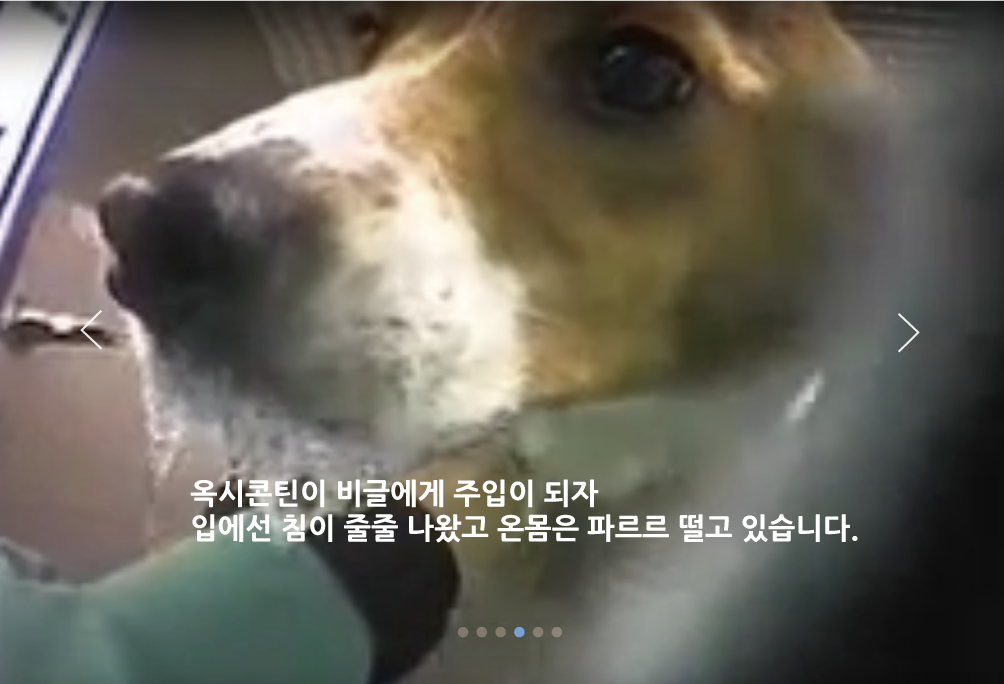 옥시콘틴이 비글에게 주입이 되자
입에선 침이 줄줄 나왔고 온몸은 파르르 떨고 있습니다.